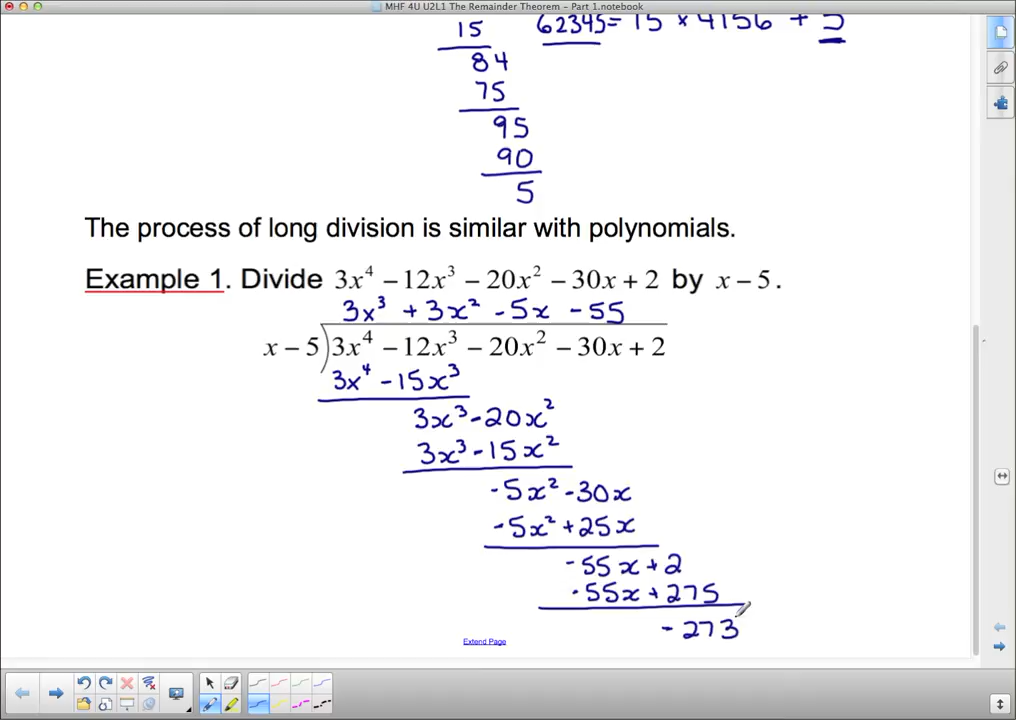 MHF 4U U2L1 The Remainder Theorem – Part 1.notebook
15
62345 = 15 × 4156 + 5
84
75
95
90
5
The process of long division is similar with polynomials.
Example 1. Divide 3x⁴ − 12x³ − 20x² − 30x + 2 by x − 5.
3x³ + 3x² - 5x - 55
x − 5)3x⁴ − 12x³ − 20x² − 30x + 2
3x⁴ - 15x³
3x³ - 20x²
3x³ - 15x²
-5x² - 30x
-5x² + 25x
-55x + 2
-55x + 275
-273
Extend Page